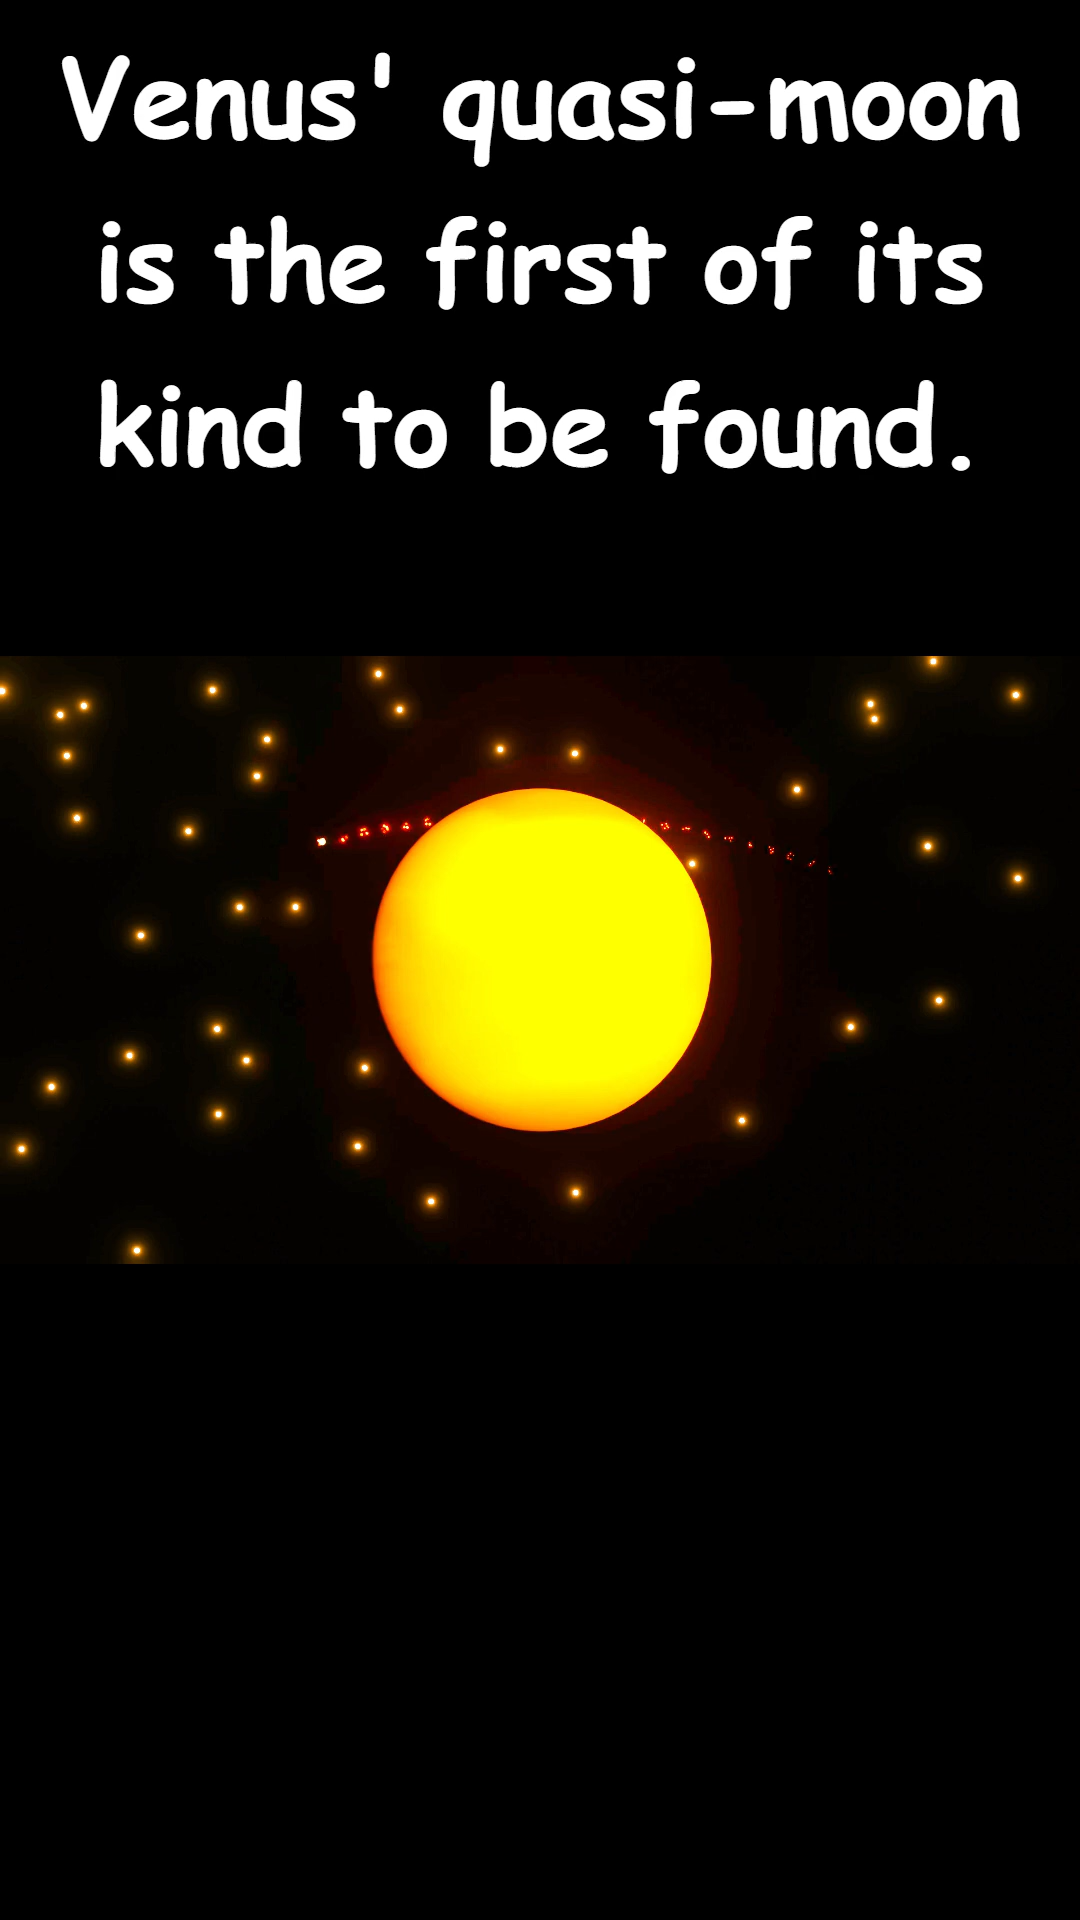 Venus' quasi-moon
is the first of its
kind to be found.